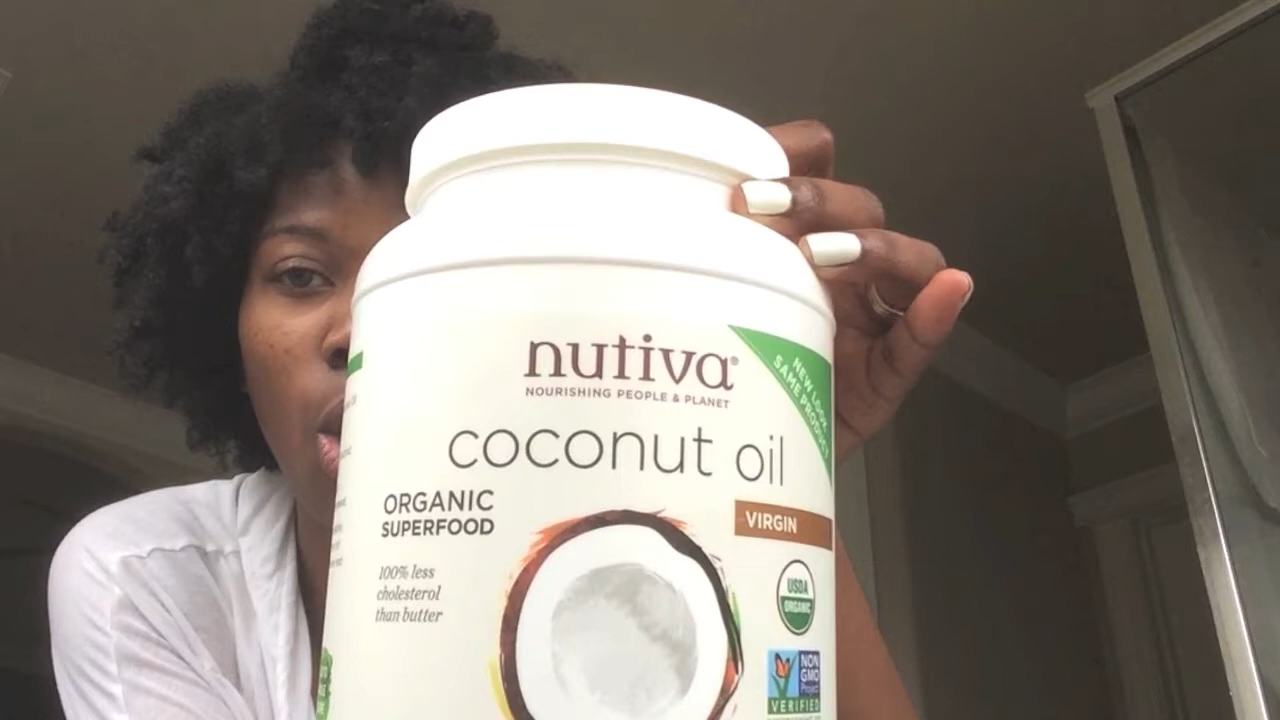 nutiva®
NOURISHING PEOPLE & PLANET
NEW LOOK
SAME PRODUCT
coconut oil
ORGANIC
SUPERFOOD
VIRGIN
100% less
cholesterol
than butter
USDA
ORGANIC
NON
GMO
Project
VERIFIED